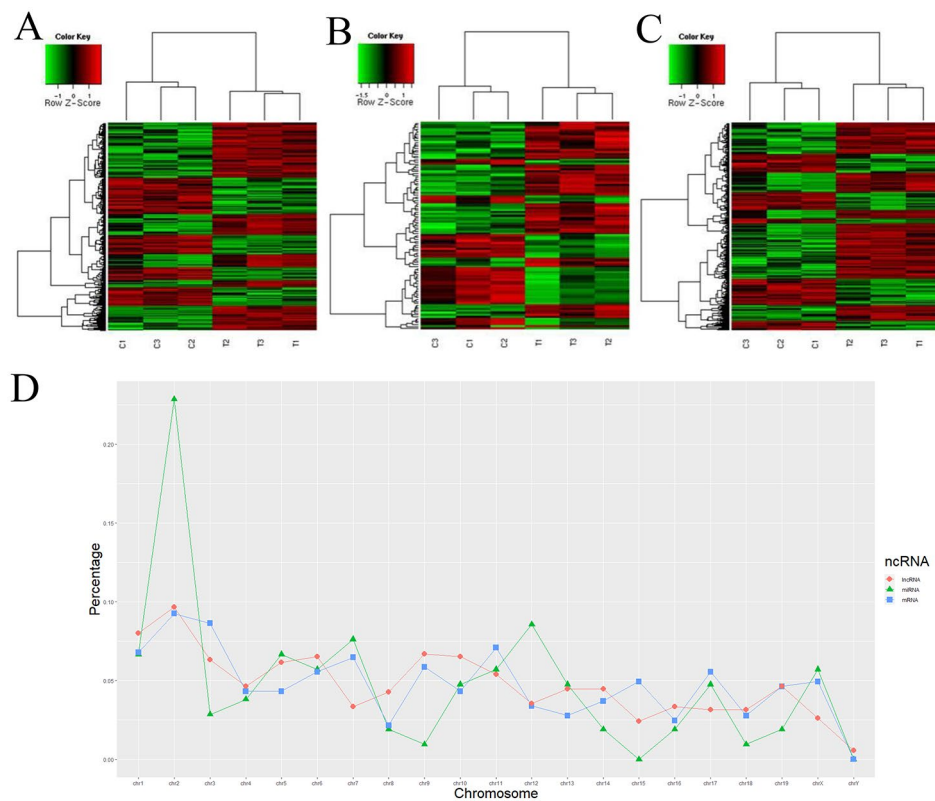 A
Color Key
-1 0 1
Row Z-Score
C1 C3 C2 T2 T3 T1
B
Color Key
-1.5 0 1
Row Z-Score
C3 C1 C2 T1 T3 T2
C
Color Key
-1 0 1
Row Z-Score
C3 C2 C1 T2 T3 T1
D
Percentage
0.20
0.15
0.10
0.05
0.00
chr1 chr2 chr3 chr4 chr5 chr6 chr7 chr8 chr9 chr10 chr11 chr12 chr13 chr14 chr15 chr16 chr17 chr18 chr19 chrX chrY
Chromosome
ncRNA
lncRNA
miRNA
mRNA